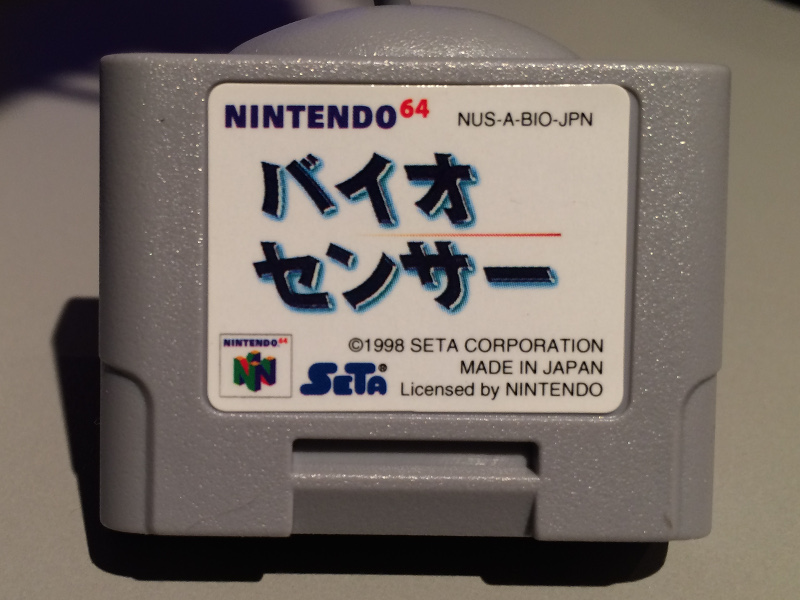 NINTENDO64 NUS-A-BIO-JPN
バイオ
センサー
©1998 SETA CORPORATION
MADE IN JAPAN
NINTENDO64 SETA® Licensed by NINTENDO